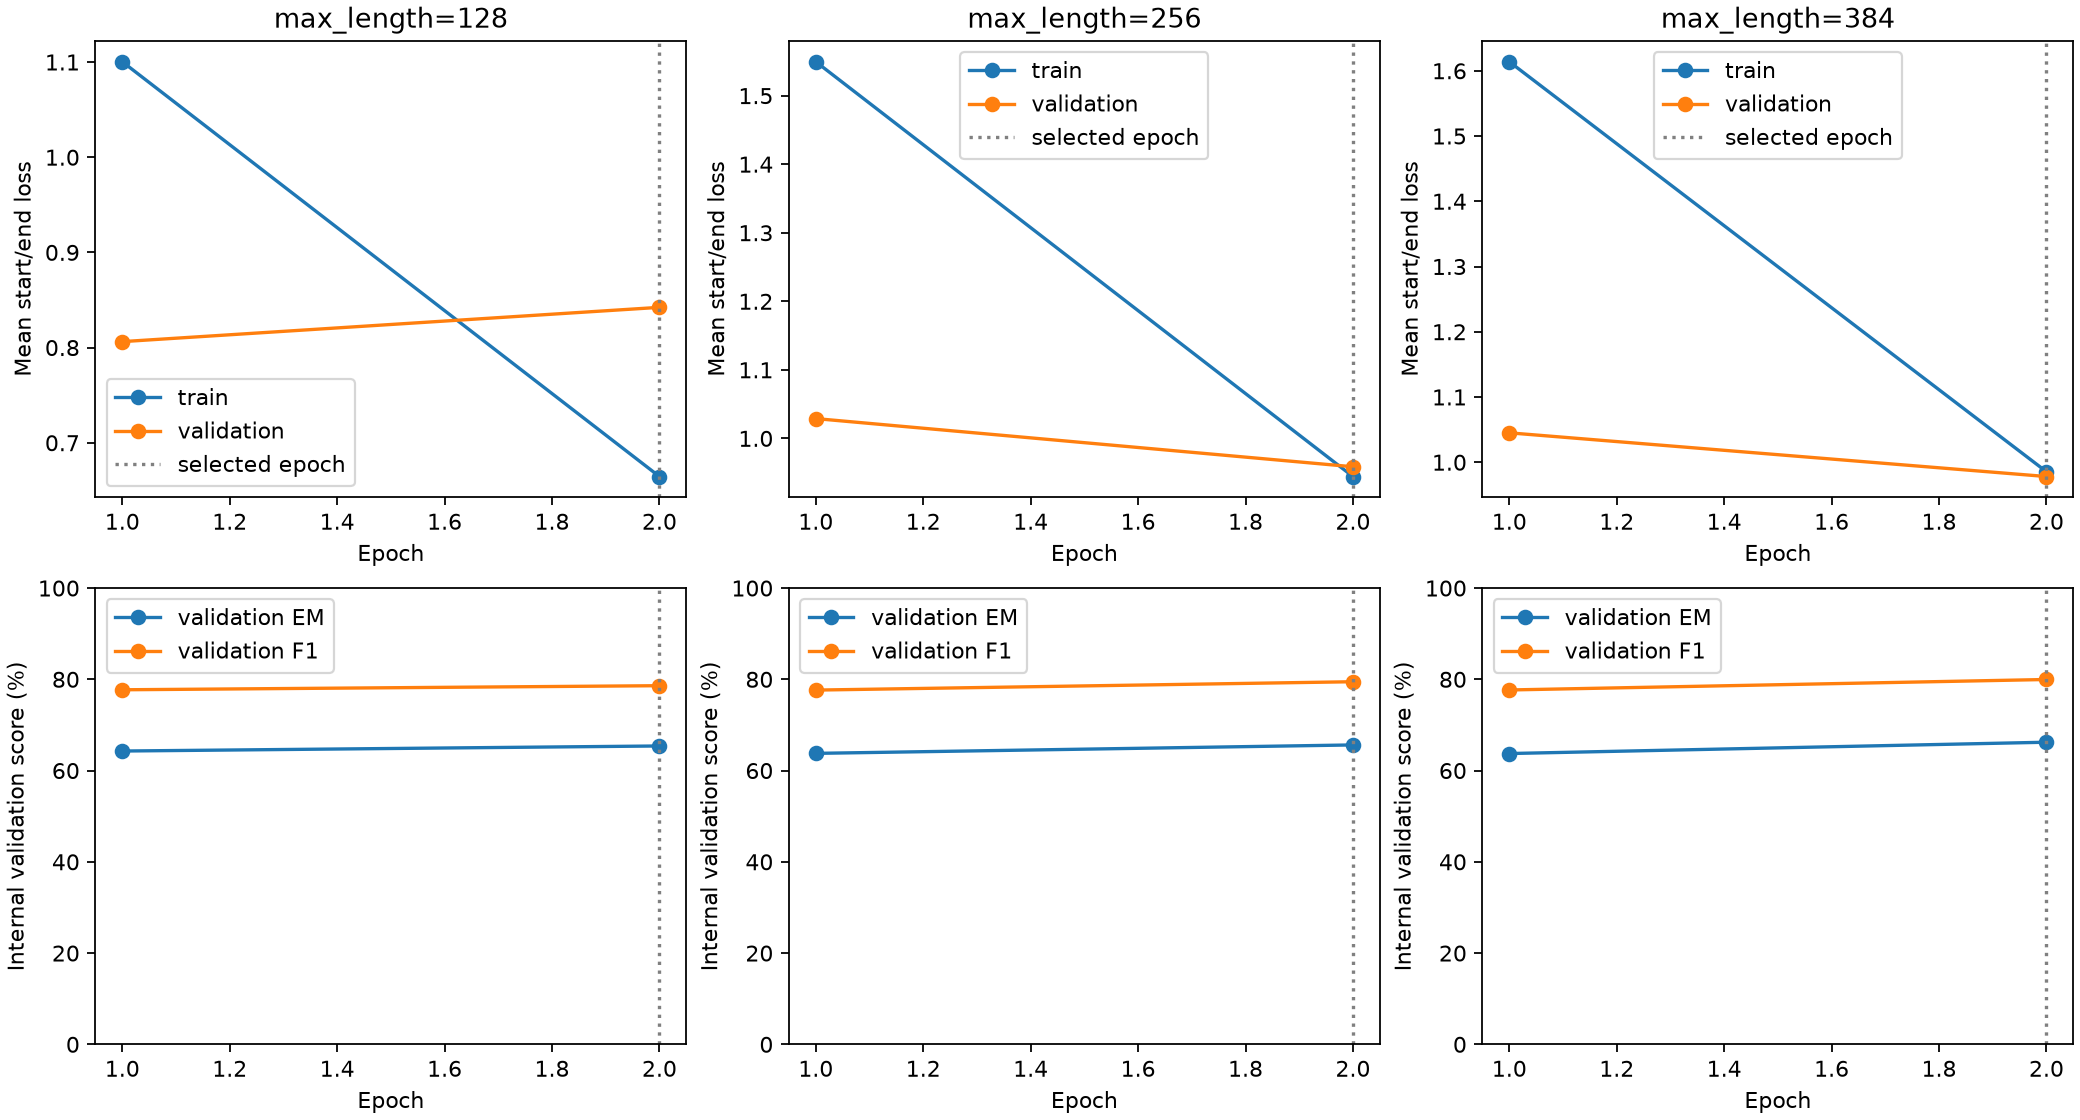 max_length=128
1.1
1.0
0.9
0.8
0.7
Mean start/end loss
train
validation
selected epoch
1.0 1.2 1.4 1.6 1.8 2.0
Epoch
max_length=256
1.5
1.4
1.3
1.2
1.1
1.0
Mean start/end loss
train
validation
selected epoch
1.0 1.2 1.4 1.6 1.8 2.0
Epoch
max_length=384
1.6
1.5
1.4
1.3
1.2
1.1
1.0
Mean start/end loss
train
validation
selected epoch
1.0 1.2 1.4 1.6 1.8 2.0
Epoch
100
80
60
40
20
0
Internal validation score (%)
validation EM
validation F1
1.0 1.2 1.4 1.6 1.8 2.0
Epoch
100
80
60
40
20
0
Internal validation score (%)
validation EM
validation F1
1.0 1.2 1.4 1.6 1.8 2.0
Epoch
100
80
60
40
20
0
Internal validation score (%)
validation EM
validation F1
1.0 1.2 1.4 1.6 1.8 2.0
Epoch